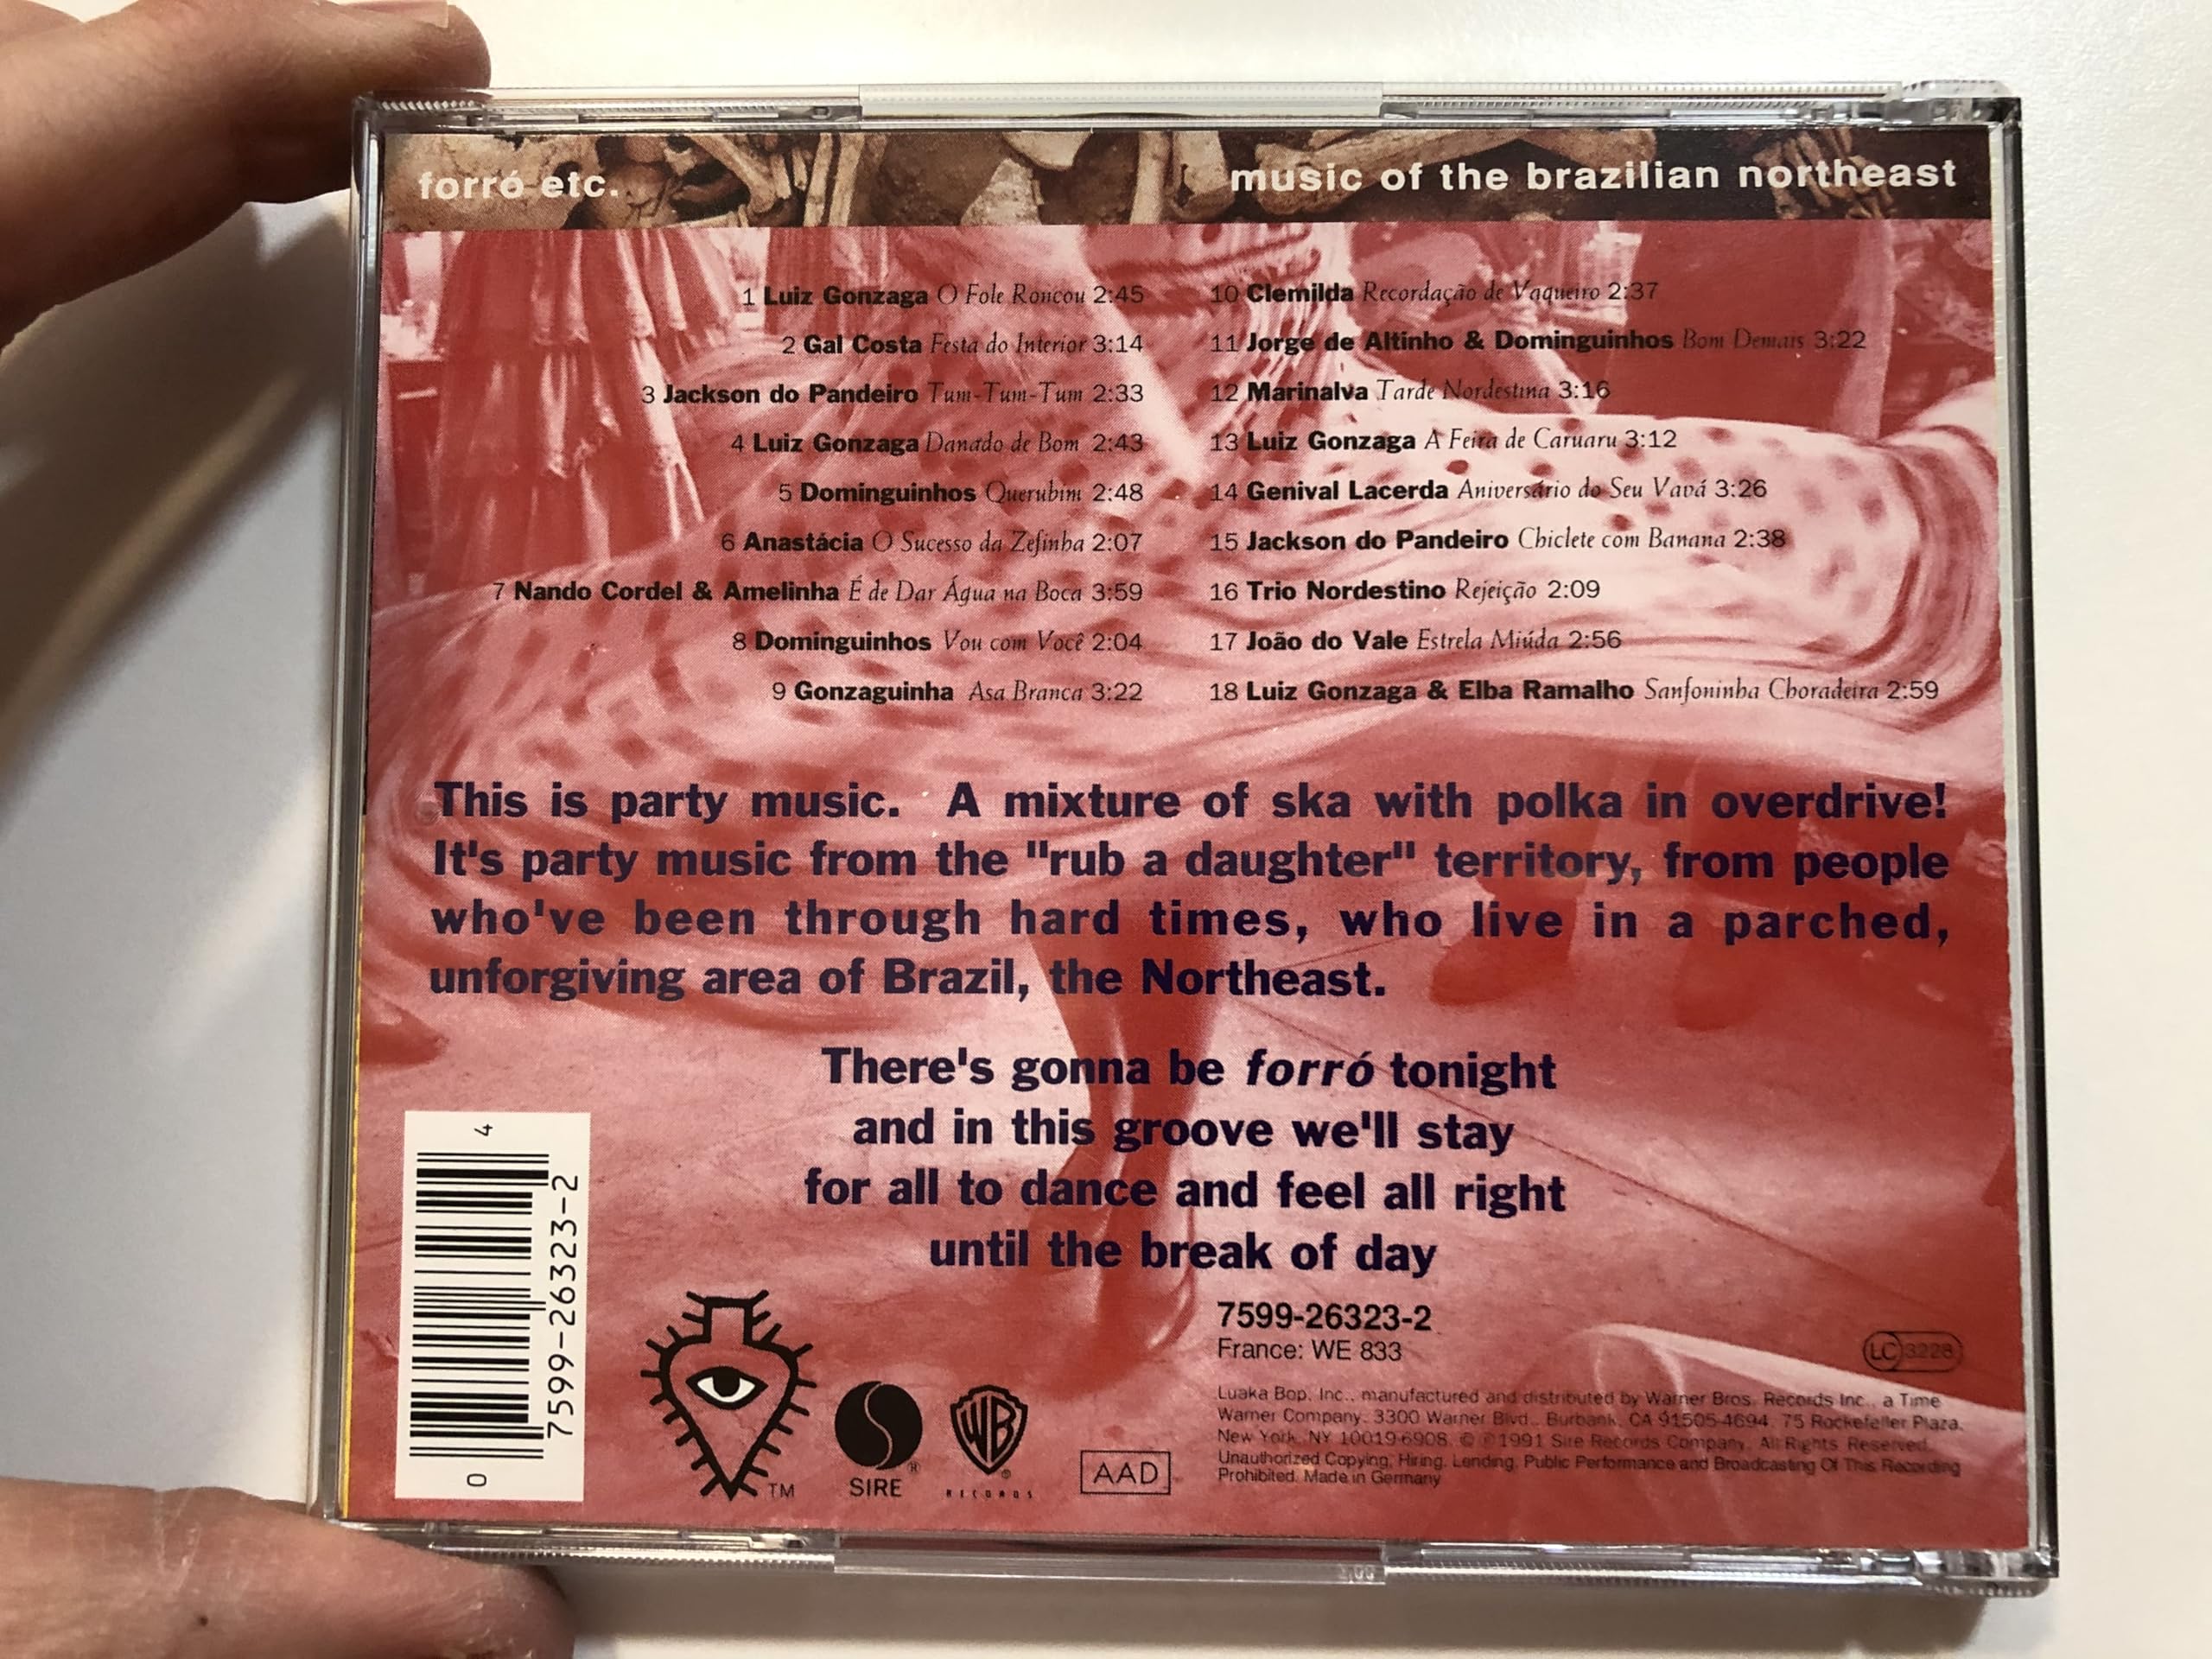 forró etc.
music of the brazilian northeast
1 Luiz Gonzaga O Fole Roncou 2:45
2 Gal Costa Festa do Interior 3:14
3 Jackson do Pandeiro Tum-Tum-Tum 2:33
4 Luiz Gonzaga Danado de Bom 2:43
5 Dominguinhos Querubim 2:48
6 Anastácia O Sucesso da Zefinha 2:07
7 Nando Cordel & Amelinha É de Dar Água na Boca 3:59
8 Dominguinhos Vou com Você 2:04
9 Gonzaguinha Asa Branca 3:22
10 Clemilda Recordação de Vaqueiro 2:37
11 Jorge de Altinho & Dominguinhos Bom Demais 3:22
12 Marinalva Tarde Nordestina 3:16
13 Luiz Gonzaga A Feira de Caruaru 3:12
14 Genival Lacerda Aniversário do Seu Vavá 3:26
15 Jackson do Pandeiro Chiclete com Banana 2:38
16 Trio Nordestino Rejeição 2:09
17 João do Vale Estrela Miúda 2:56
18 Luiz Gonzaga & Elba Ramalho Sanfoninha Choradeira 2:59
This is party music. A mixture of ska with polka in overdrive!
It's party music from the "rub a daughter" territory, from people
who've been through hard times, who live in a parched,
unforgiving area of Brazil, the Northeast.
There's gonna be forró tonight
and in this groove we'll stay
for all to dance and feel all right
until the break of day
0 7599-26323-2 4
TM
SIRE ®
WB ®
RECORDS
AAD
7599-26323-2
France: WE 833
LC 3228
Luaka Bop, Inc., manufactured and distributed by Warner Bros. Records Inc., a Time
Warner Company. 3300 Warner Blvd., Burbank, CA 91505-4694. 75 Rockefeller Plaza,
New York, NY 10019-6908. © ℗ 1991 Sire Records Company. All Rights Reserved.
Unauthorized Copying, Hiring, Lending, Public Performance and Broadcasting Of This Recording
Prohibited. Made in Germany